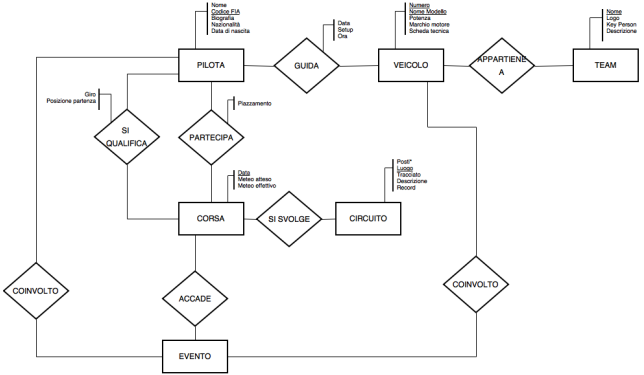 Nome
Codice FIA
Biografia
Nazionalità
Data di nascita
Data
Setup
Ora
Numero
Nome Modello
Potenza
Marchio motore
Scheda tecnica
Nome
Logo
Key Person
Descrizione
PILOTA
GUIDA
VEICOLO
APPARTIENE
A
TEAM
Giro
Posizione partenza
Piazzamento
SI
QUALIFICA
PARTECIPA
Data
Meteo atteso
Meteo effettivo
Posti*
Luogo
Tracciato
Descrizione
Record
CORSA
SI SVOLGE
CIRCUITO
COINVOLTO
ACCADE
COINVOLTO
EVENTO